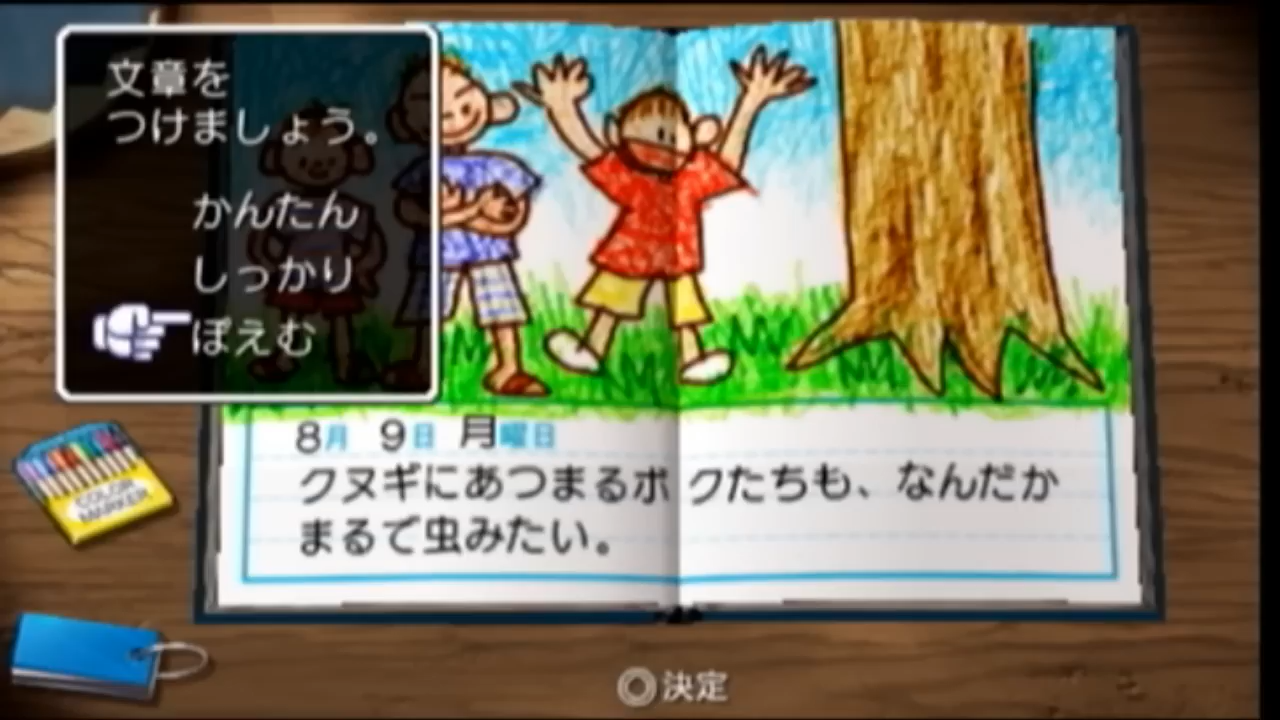 文章を
つけましょう。
かんたん
しっかり
ぽえむ
8月 9日 月曜日
クヌギにあつまるボクたちも、なんだか
まるで虫みたい。
COLOR
MARKER
決定